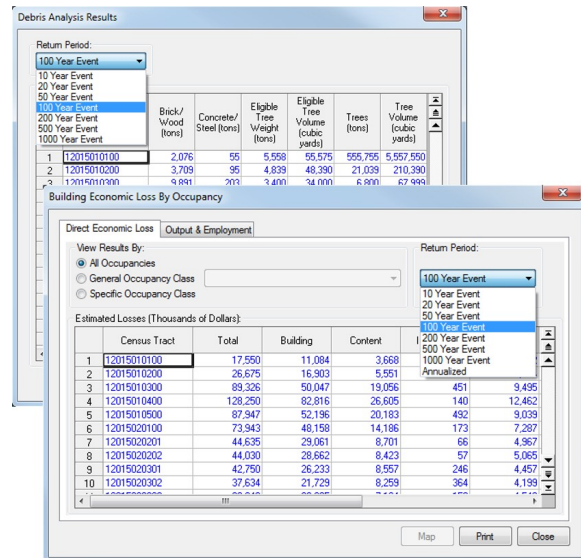 Debris Analysis Results
Return Period:
100 Year Event
10 Year Event
20 Year Event
50 Year Event
100 Year Event
200 Year Event
500 Year Event
1000 Year Event
Brick/ Wood (tons) Concrete/ Steel (tons) Eligible Tree Weight (tons) Eligible Tree Volume (cubic yards) Trees (tons) Tree Volume (cubic yards)
1 12015010100 2,076 55 5,558 55,575 555,755 5,557,550
2 12015010200 3,709 95 4,839 48,390 21,039 210,390
3 12015010300 9,891 203 3,400 34,000 6,800 67,999
Building Economic Loss By Occupancy
Direct Economic Loss Output & Employment
View Results By:
All Occupancies
General Occupancy Class
Specific Occupancy Class
Return Period:
100 Year Event
10 Year Event
20 Year Event
50 Year Event
100 Year Event
200 Year Event
500 Year Event
1000 Year Event
Annualized
Estimated Losses (Thousands of Dollars):
Census Tract Total Building Content
1 12015010100 17,550 11,084 3,668
2 12015010200 26,675 16,903 5,551
3 12015010300 89,326 50,047 19,056 451 9,495
4 12015010400 128,250 82,816 26,605 140 12,462
5 12015010500 87,947 52,196 20,183 492 9,039
6 12015020100 73,943 48,158 14,186 173 7,287
7 12015020201 44,635 29,061 8,701 66 4,967
8 12015020202 44,030 28,662 8,423 57 5,065
9 12015020301 42,750 26,233 8,557 246 4,457
10 12015020302 37,634 21,729 8,259 364 4,199
Map Print Close